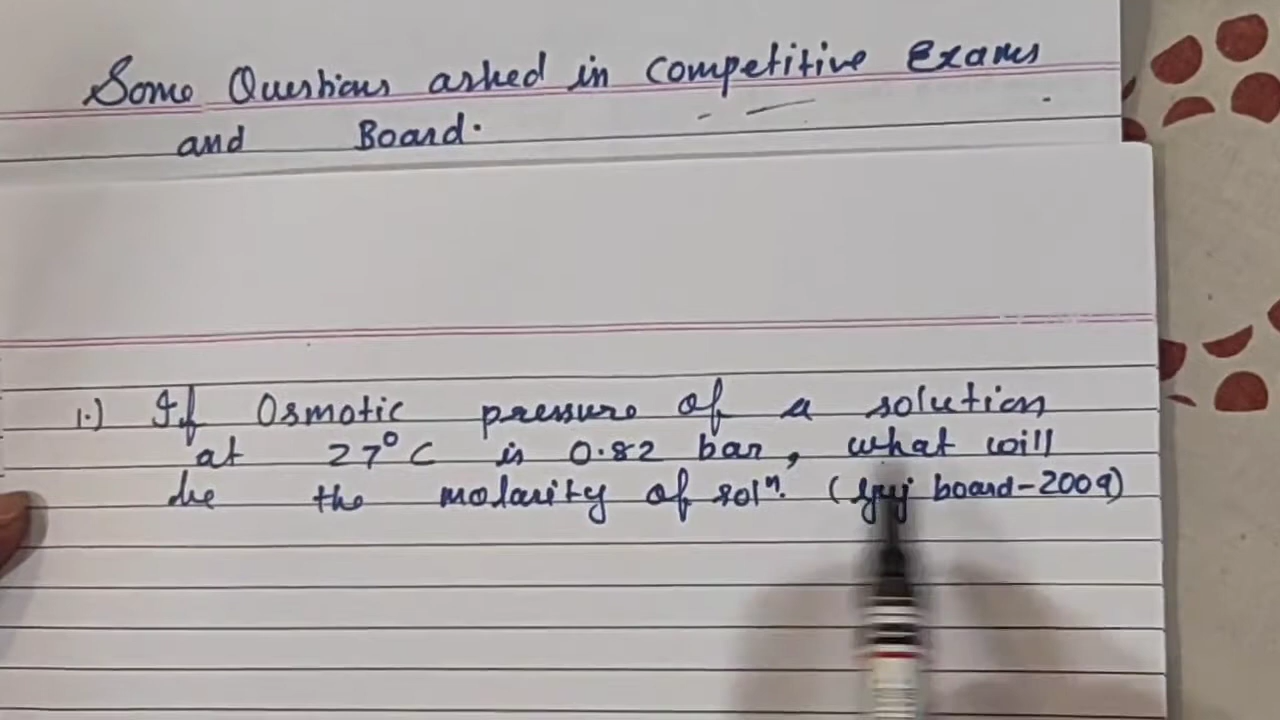 Some Questions asked in competitive Exams
and Board.
1.) If Osmotic pressure of a solution
at 27°C is 0.82 bar, what will
be the molarity of solⁿ. (Guj board-2009)